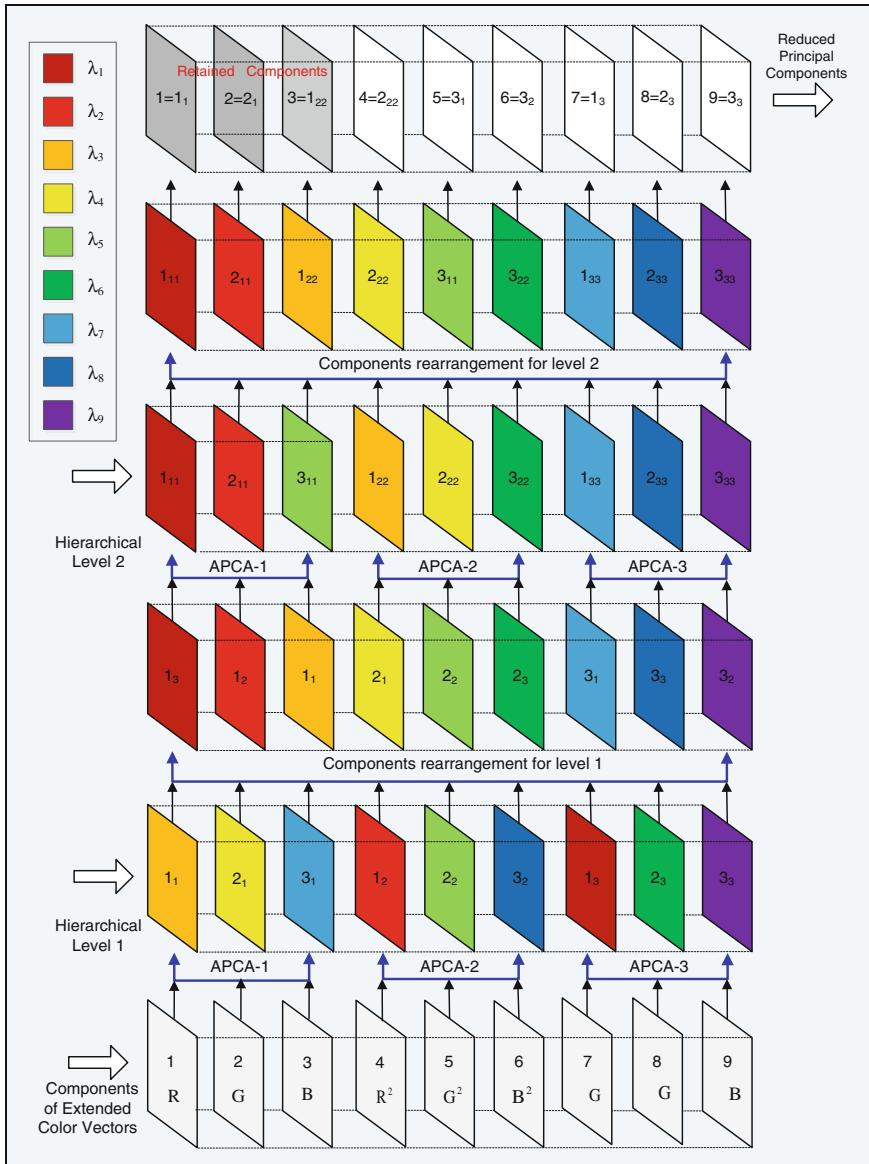 λ₁
λ₂
λ₃
λ₄
λ₅
λ₆
λ₇
λ₈
λ₉
Retained Components
1=1₁ 2=2₁ 3=1₂₂ 4=2₂₂ 5=3₁ 6=3₂ 7=1₃ 8=2₃ 9=3₃
Reduced
Principal
Components
1₁₁ 2₁₁ 1₂₂ 2₂₂ 3₁₁ 3₂₂ 1₃₃ 2₃₃ 3₃₃
Components rearrangement for level 2
1₁₁ 2₁₁ 3₁₁ 1₂₂ 2₂₂ 3₂₂ 1₃₃ 2₃₃ 3₃₃
Hierarchical
Level 2
APCA-1 APCA-2 APCA-3
1₃ 1₂ 1₁ 2₁ 2₂ 2₃ 3₁ 3₃ 3₂
Components rearrangement for level 1
1₁ 2₁ 3₁ 1₂ 2₂ 3₂ 1₃ 2₃ 3₃
Hierarchical
Level 1
APCA-1 APCA-2 APCA-3
1 2 3 4 5 6 7 8 9
R G B R² G² B² G G B
Components
of Extended
Color Vectors